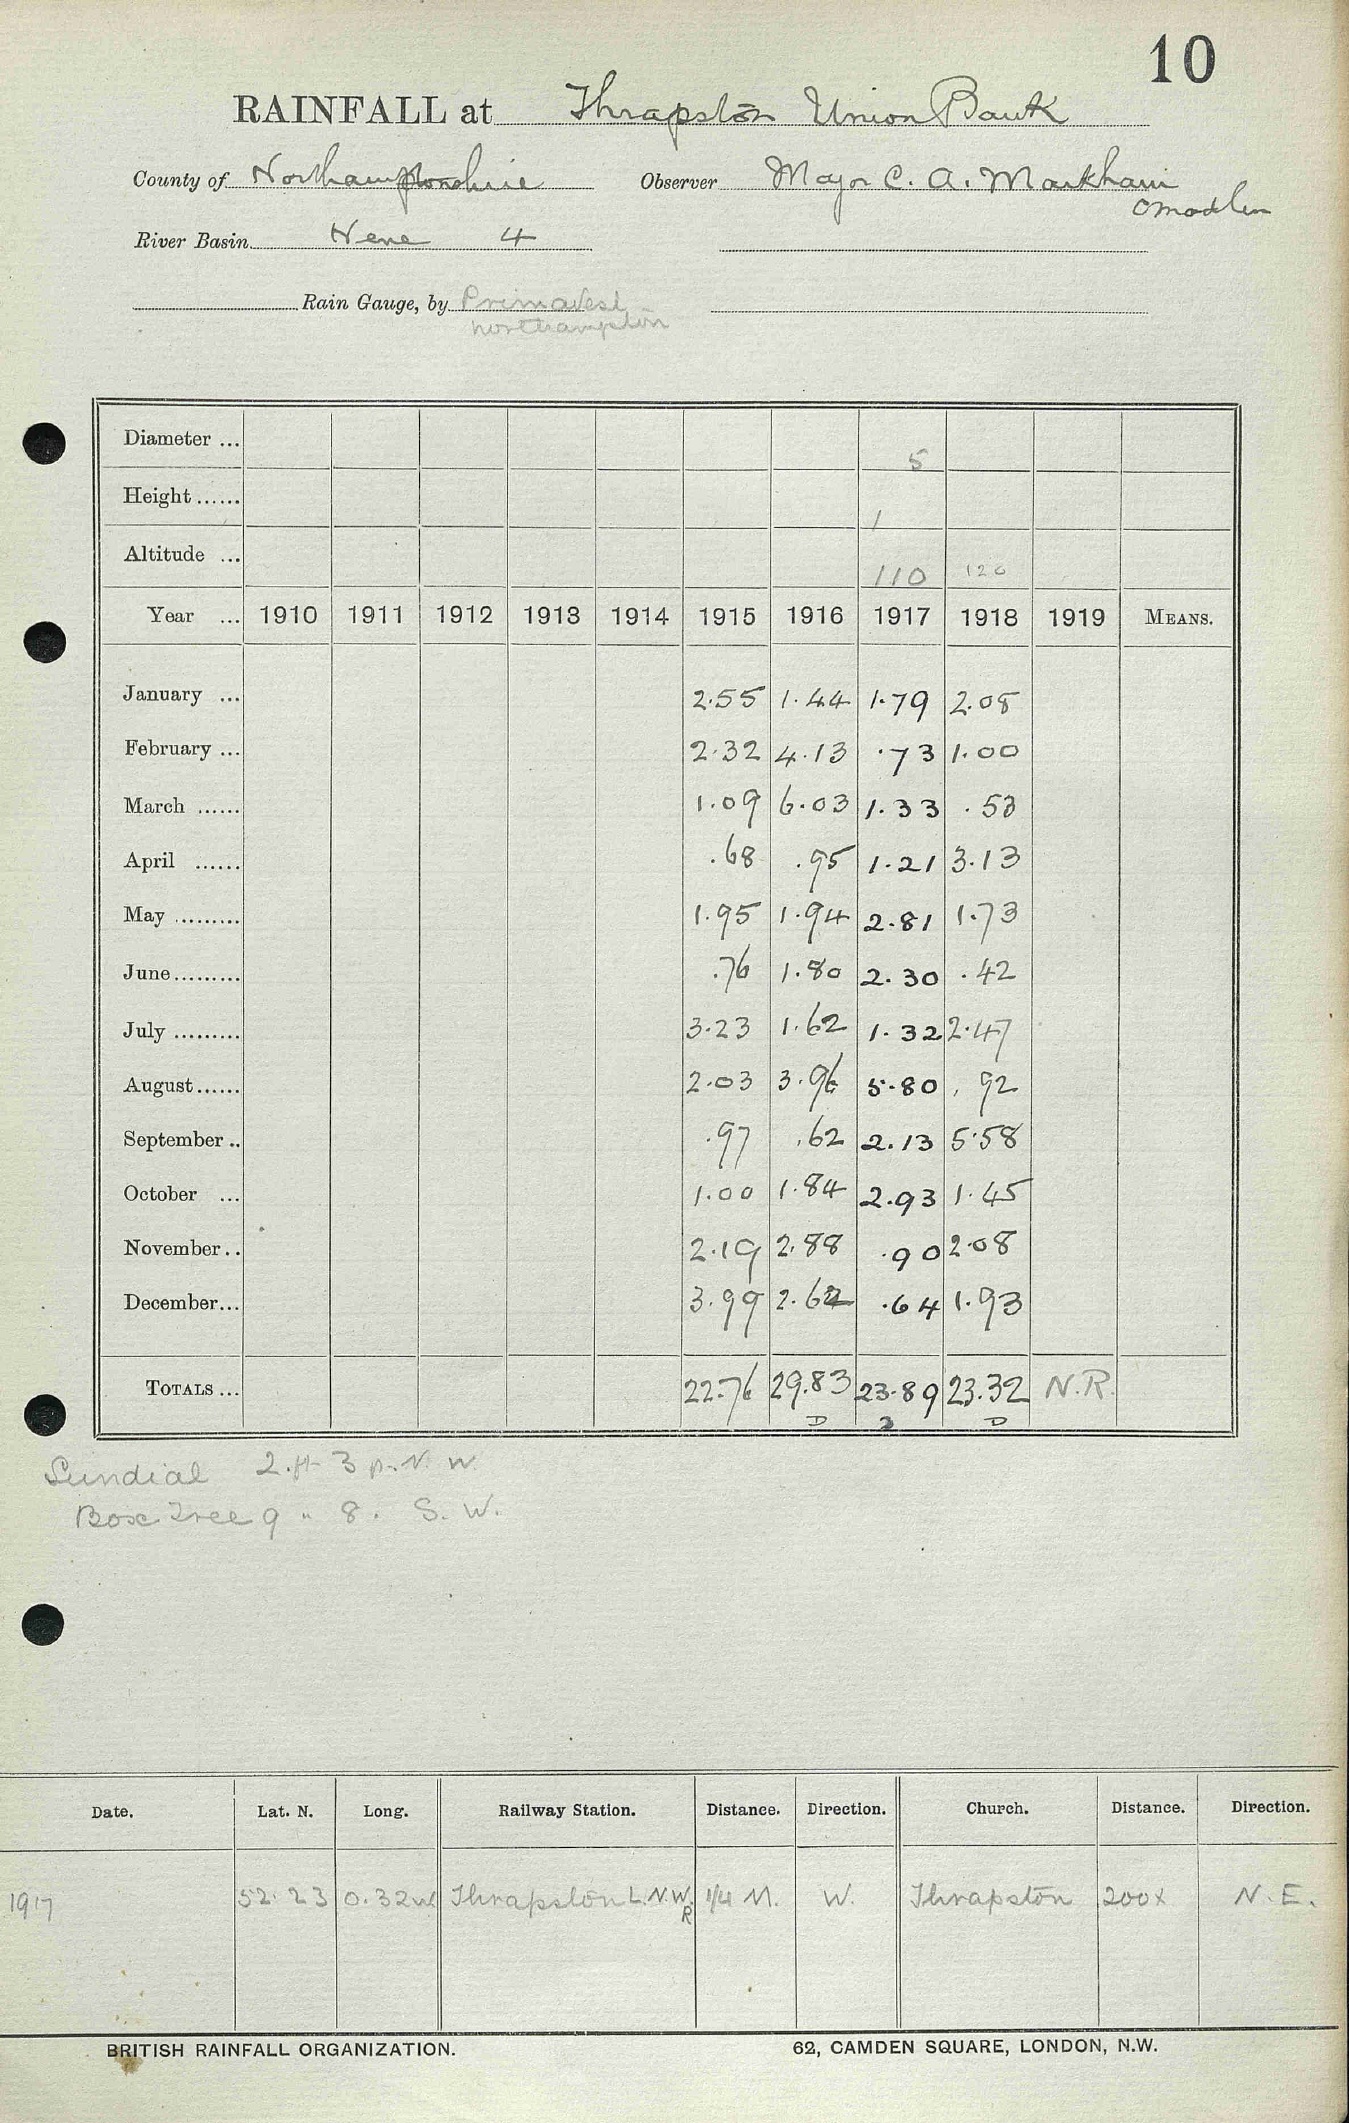 10
RAINFALL at Thrapston Union Bank
County of Northamptonshire Observer Major C. A. Markham
River Basin Nene 4
Rain Gauge, by
Northampton
Diameter ... 5
Height ...... 1
Altitude ... 110 120
Year ... 1910 1911 1912 1913 1914 1915 1916 1917 1918 1919 MEANS.
January ... 2.55 1.44 1.79 2.08
February ... 2.32 4.13 .73 1.00
March ...... 1.09 6.03 1.33 .53
April ...... .68 .95 1.21 3.13
May ......... 1.95 1.94 2.81 1.73
June ......... .76 1.80 2.30 .42
July ......... 3.23 1.62 1.32 2.47
August ...... 2.03 3.96 5.80 .92
September .. .97 .62 2.13 5.58
October ... 1.00 1.84 2.93 1.45
November .. 2.19 2.88 .90 2.08
December ... 3.99 2.62 .64 1.93
TOTALS ... 22.76 29.83 23.89 23.32 N.R.
D D
Sundial 2. ft 3 N. W.
Box Tree 9 " 8. S. W.
Date. Lat. N. Long. Railway Station. Distance. Direction. Church. Distance. Direction.
1917 52.23 0.32W Thrapston L.N.W.R 1/4 M. W. Thrapston 200x N. E.
BRITISH RAINFALL ORGANIZATION. 62, CAMDEN SQUARE, LONDON, N.W.